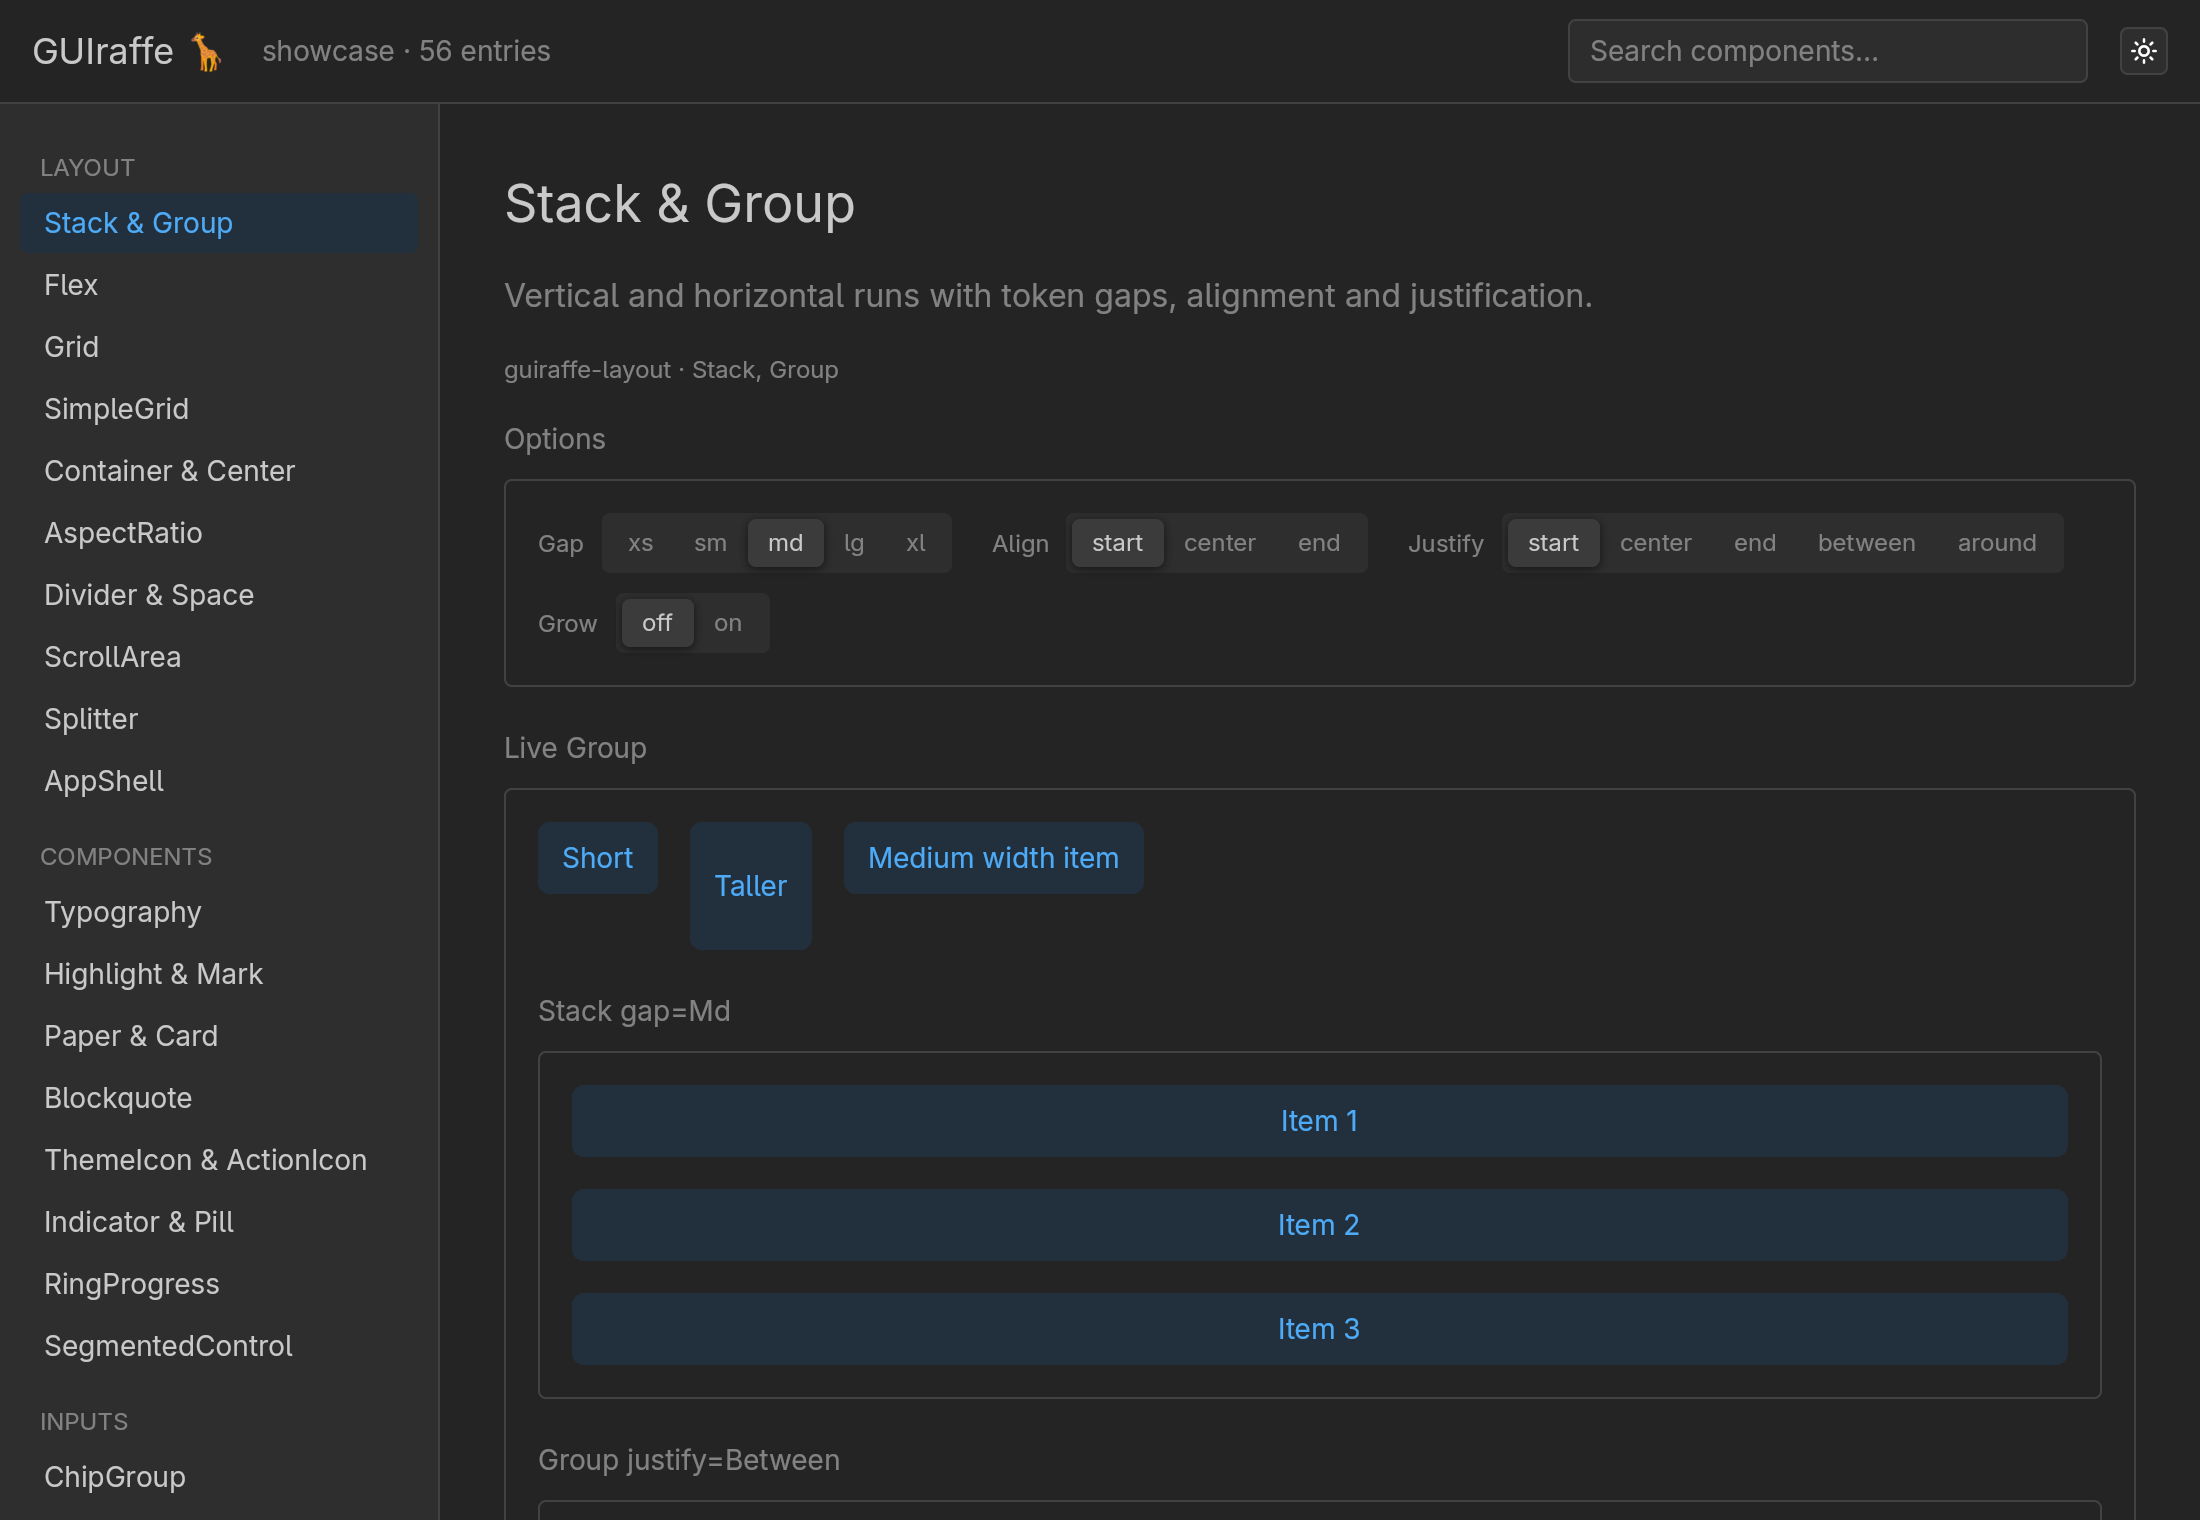 GUIraffe 🦒 showcase · 56 entries
Search components...
LAYOUT
Stack & Group
Flex
Grid
SimpleGrid
Container & Center
AspectRatio
Divider & Space
ScrollArea
Splitter
AppShell
COMPONENTS
Typography
Highlight & Mark
Paper & Card
Blockquote
ThemeIcon & ActionIcon
Indicator & Pill
RingProgress
SegmentedControl
INPUTS
ChipGroup
Stack & Group
Vertical and horizontal runs with token gaps, alignment and justification.
guiraffe-layout · Stack, Group
Options
Gap xs sm md lg xl Align start center end Justify start center end between around
Grow off on
Live Group
Short Taller Medium width item
Stack gap=Md
Item 1
Item 2
Item 3
Group justify=Between